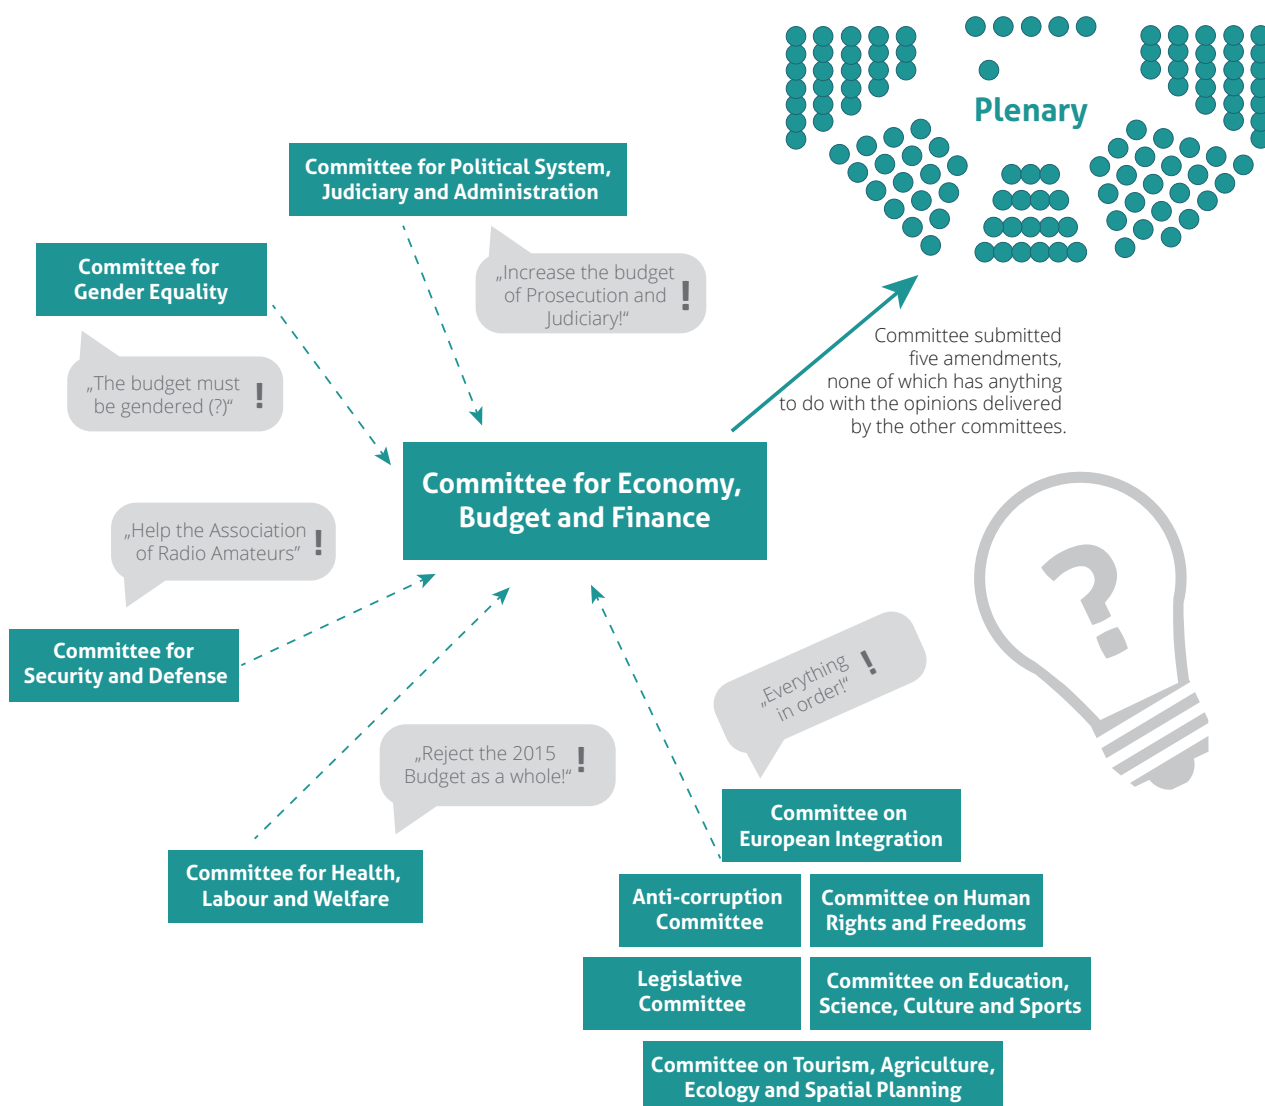 Plenary
Committee for Political System,
Judiciary and Administration
Committee for
Gender Equality
„Increase the budget
of Prosecution and
Judiciary!“
!
Committee submitted
five amendments,
none of which has anything
to do with the opinions delivered
by the other committees.
„The budget must
be gendered (?)“
!
Committee for Economy,
Budget and Finance
„Help the Association
of Radio Amateurs”
!
?
Committee for
Security and Defense
„Everything
in order!“
!
„Reject the 2015
Budget as a whole!“
!
Committee on
European Integration
Committee for Health,
Labour and Welfare
Anti-corruption
Committee
Committee on Human
Rights and Freedoms
Legislative
Committee
Committee on Education,
Science, Culture and Sports
Committee on Tourism, Agriculture,
Ecology and Spatial Planning